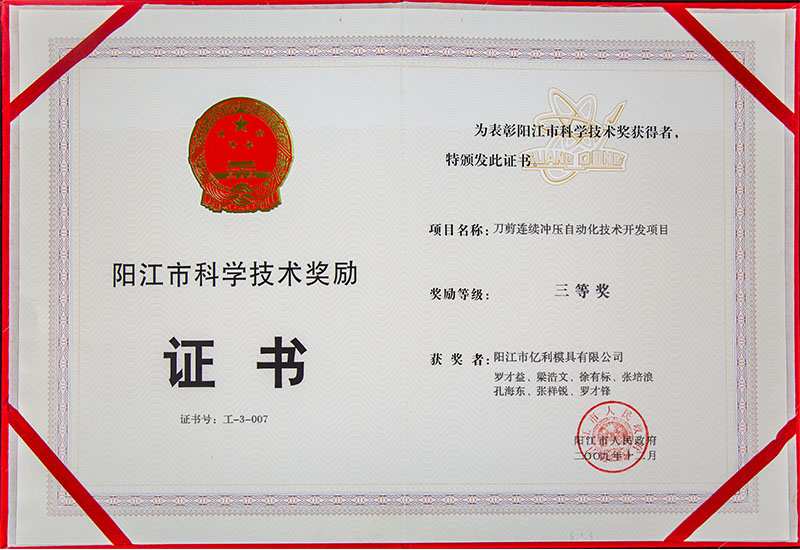 阳江市科学技术奖励
证书
证书号：工-3-007
为表彰阳江市科学技术奖获得者，
特颁发此证书。
GUANG DONG
项目名称：刀剪连续冲压自动化技术开发项目
奖励等级：三等奖
获奖者：阳江市亿利模具有限公司
罗才益、梁浩文、徐有标、张培浪
孔海东、张祥锐、罗才锋
阳江市人民政府
二〇〇九年十二月